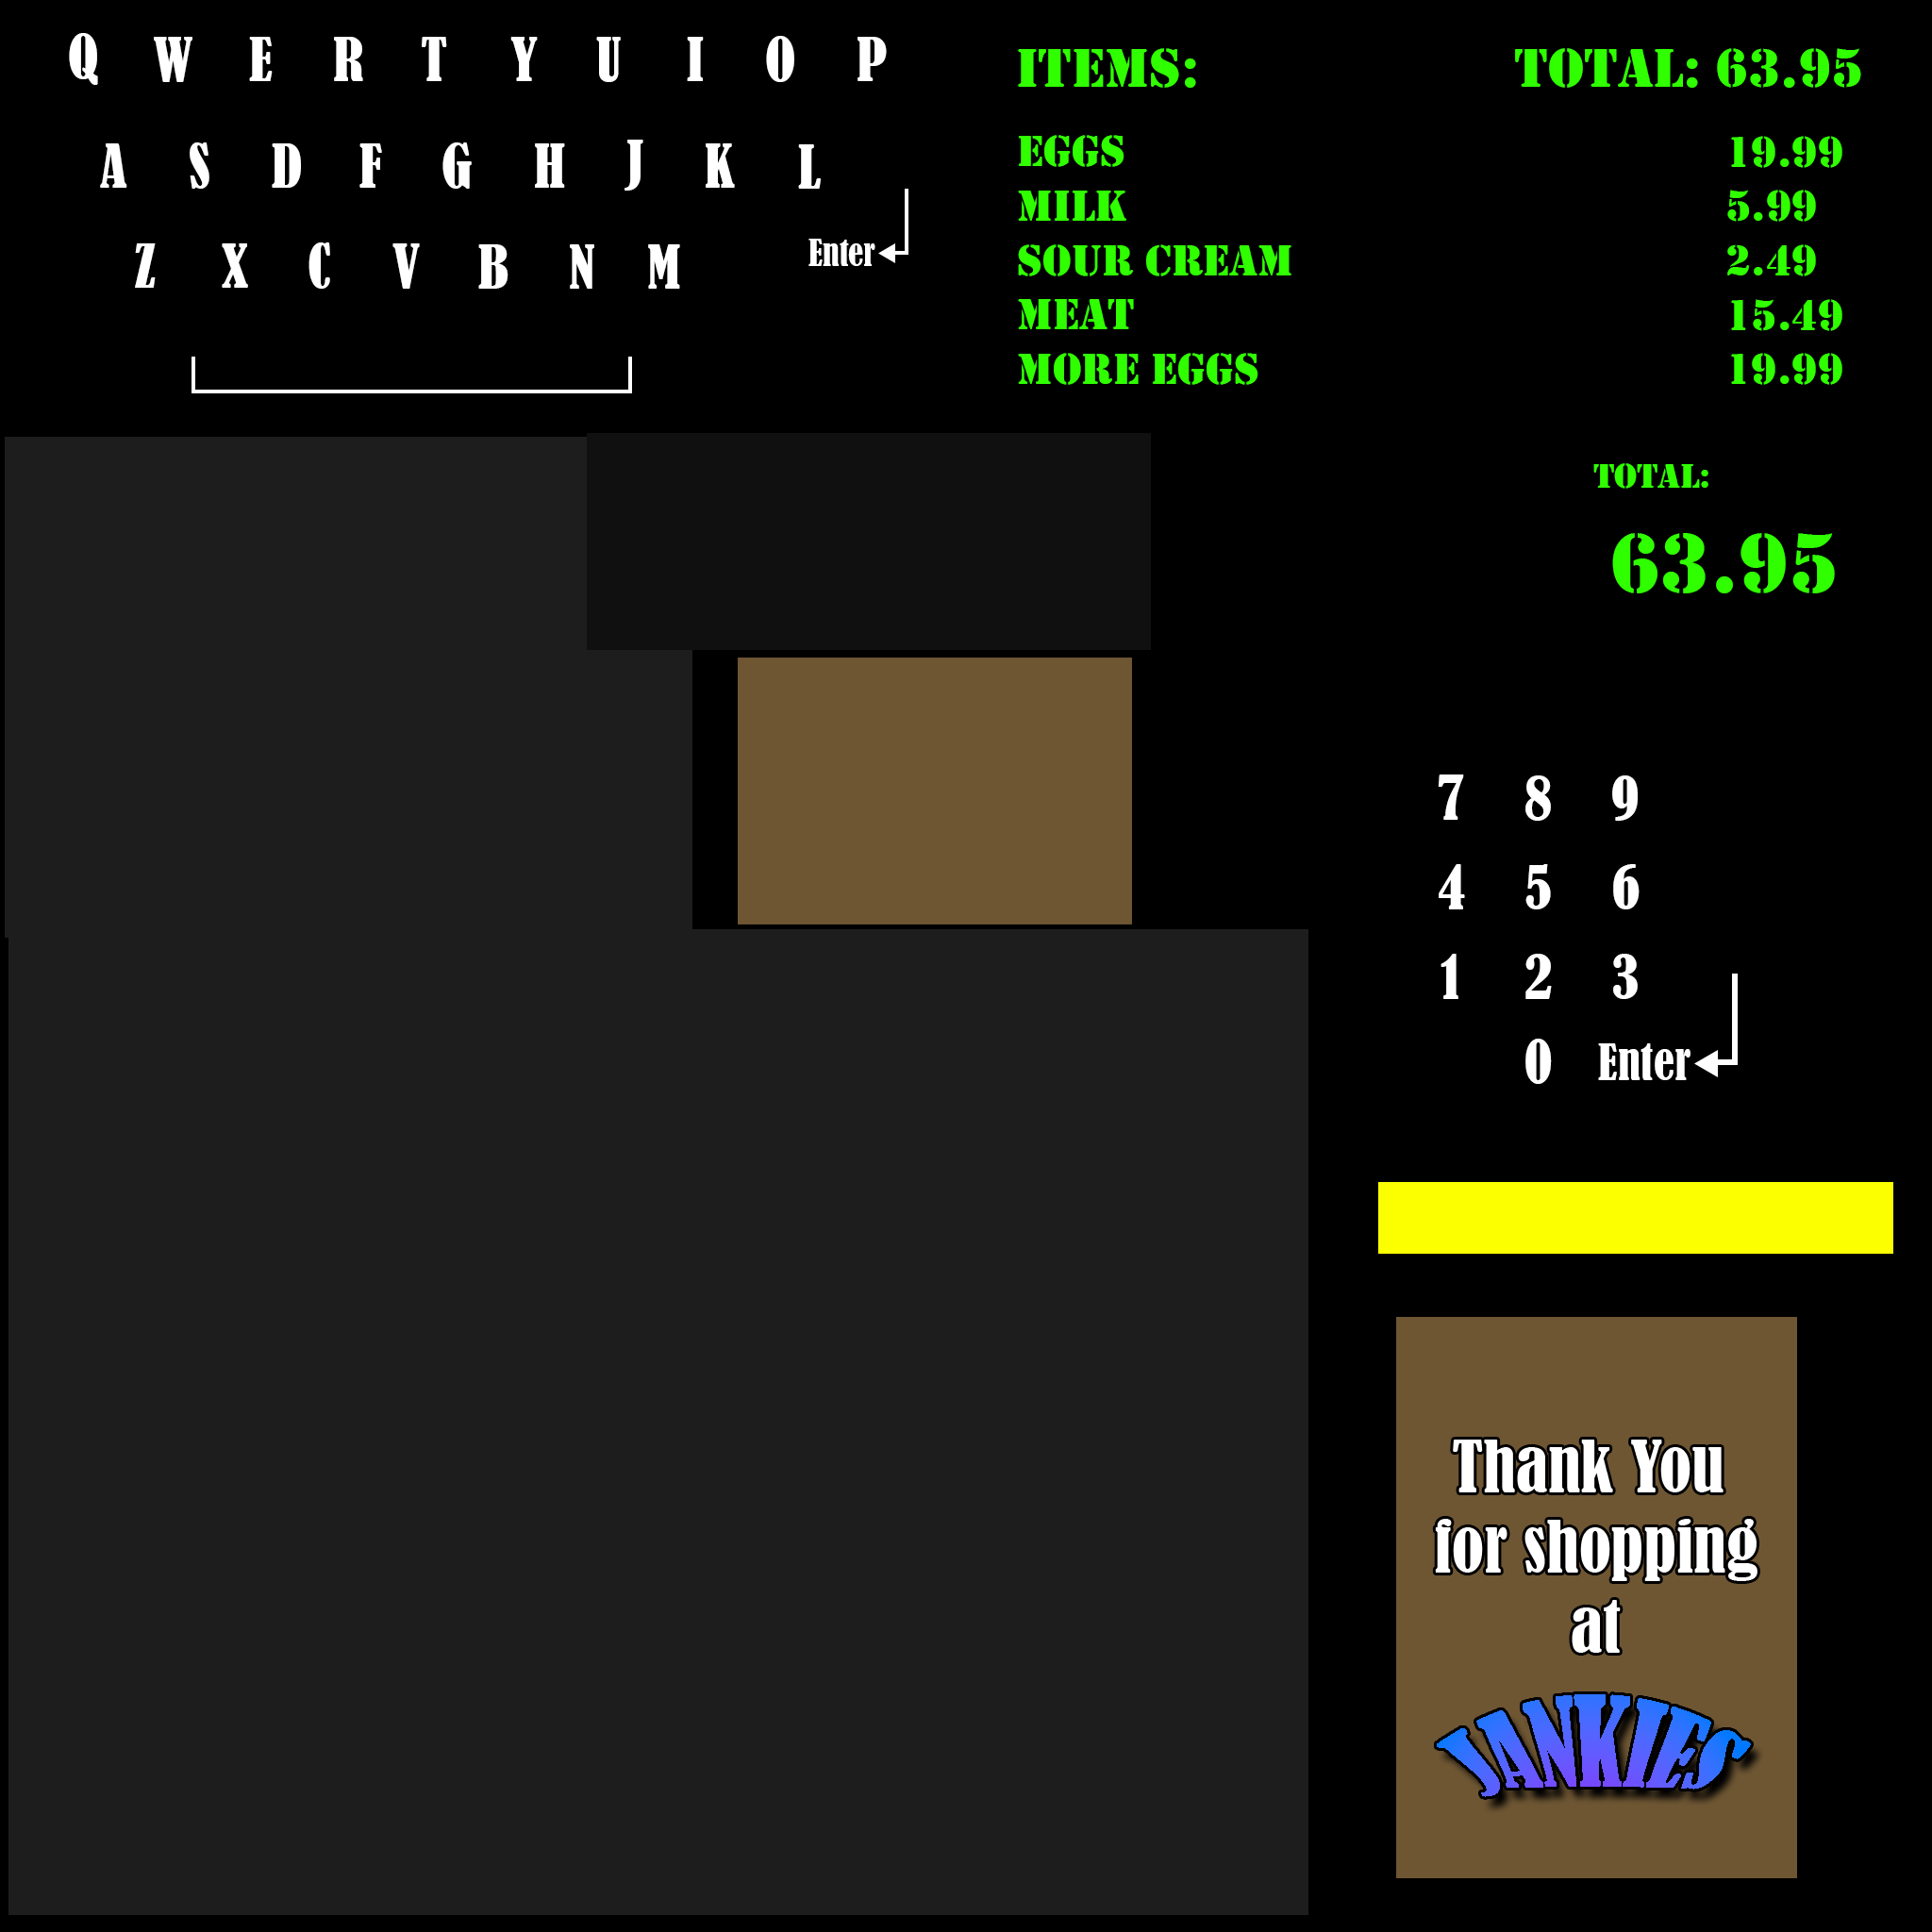 Q W E R T Y U I O P
A S D F G H J K L
Z X C V B N M Enter
ITEMS: TOTAL: 63.95
EGGS 19.99
MILK 5.99
SOUR CREAM 2.49
MEAT 15.49
MORE EGGS 19.99
TOTAL:
63.95
7 8 9
4 5 6
1 2 3
0 Enter
Thank You
for shopping
at
JANKIES